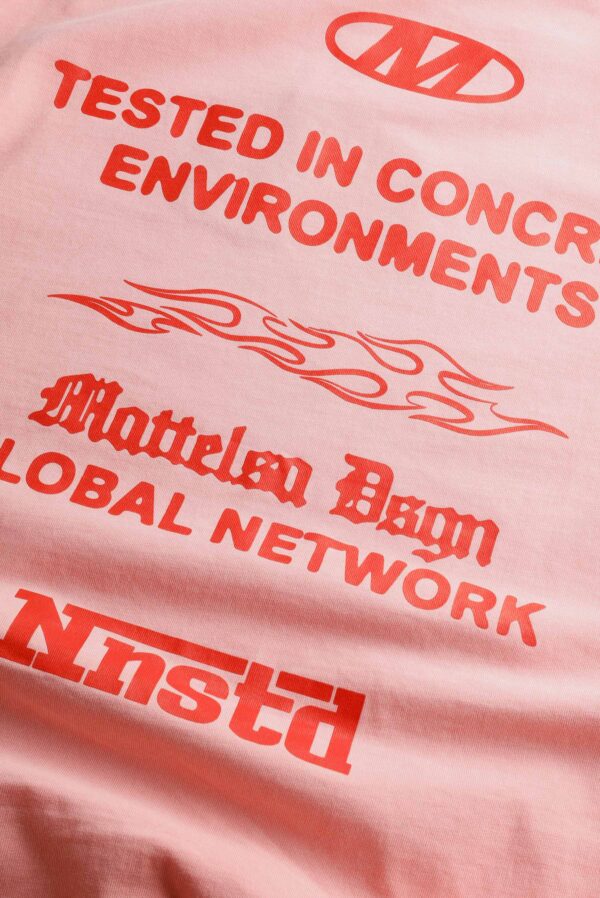 M
TESTED IN CONCR
ENVIRONMENTS
Mattelsa Dsgn
LOBAL NETWORK
Nnstd